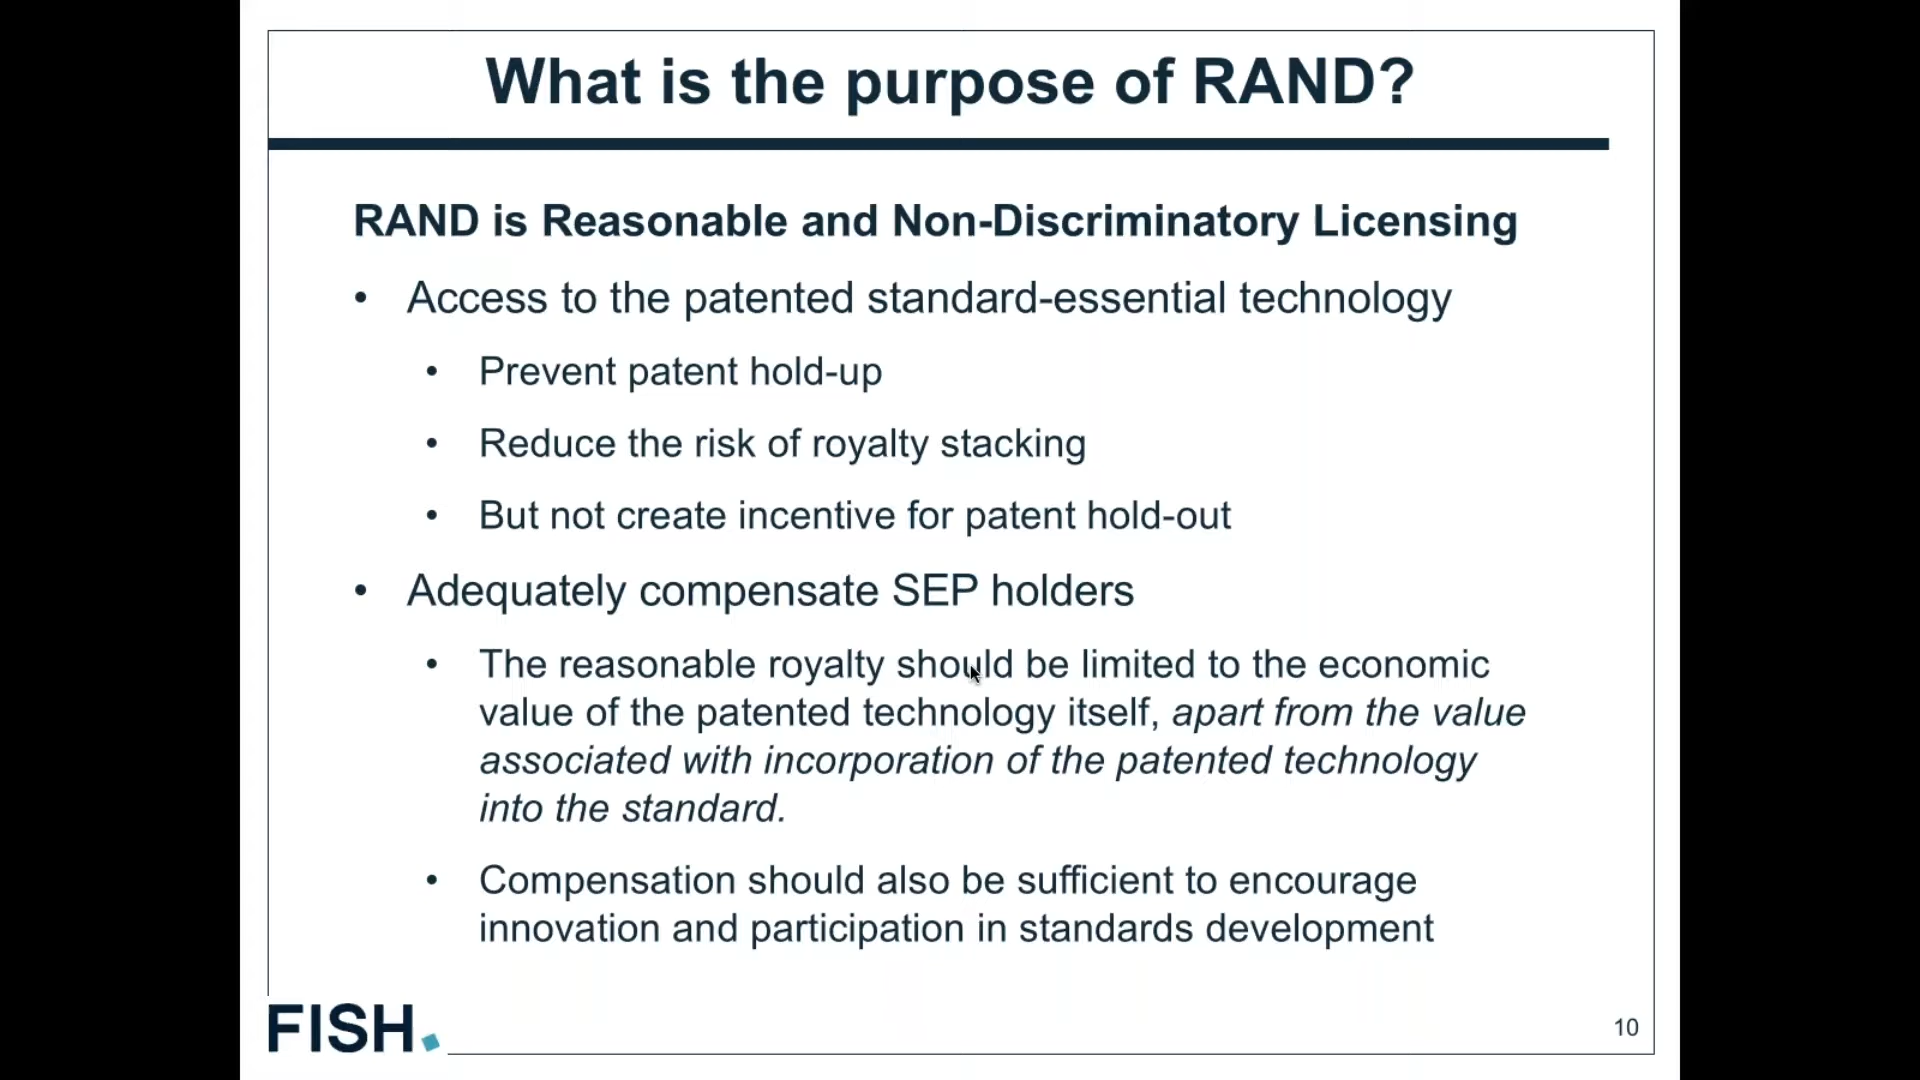 What is the purpose of RAND?
RAND is Reasonable and Non-Discriminatory Licensing
• Access to the patented standard-essential technology
• Prevent patent hold-up
• Reduce the risk of royalty stacking
• But not create incentive for patent hold-out
• Adequately compensate SEP holders
• The reasonable royalty should be limited to the economic
value of the patented technology itself, apart from the value
associated with incorporation of the patented technology
into the standard.
• Compensation should also be sufficient to encourage
innovation and participation in standards development
FISH.
10